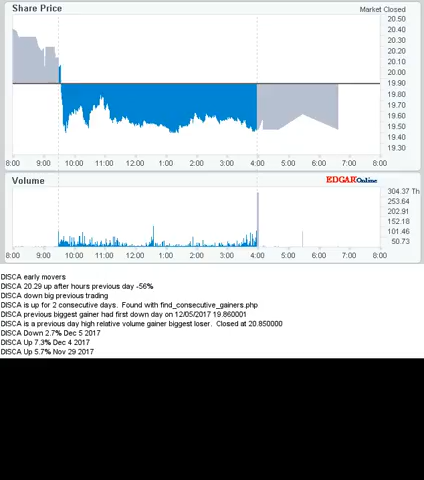 Share Price
Market Closed
20.50
20.40
20.30
20.20
20.10
20.00
19.90
19.80
19.70
19.60
19.50
19.40
19.30
8:00 9:00 10:00 11:00 12:00 1:00 2:00 3:00 4:00 5:00 6:00 7:00 8:00
Volume
EDGAR Online
304.37 Th
253.64
202.91
152.18
101.46
50.73
8:00 9:00 10:00 11:00 12:00 1:00 2:00 3:00 4:00 5:00 6:00 7:00 8:00
DISCA early movers
DISCA 20.29 up after hours previous day -56%
DISCA down big previous trading
DISCA is up for 2 consecutive days. Found with find_consecutive_gainers.php
DISCA previous biggest gainer had first down day on 12/05/2017 19.860001
DISCA is a previous day high relative volume gainer biggest loser. Closed at 20.850000
DISCA Down 2.7% Dec 5 2017
DISCA Up 7.3% Dec 4 2017
DISCA Up 5.7% Nov 29 2017